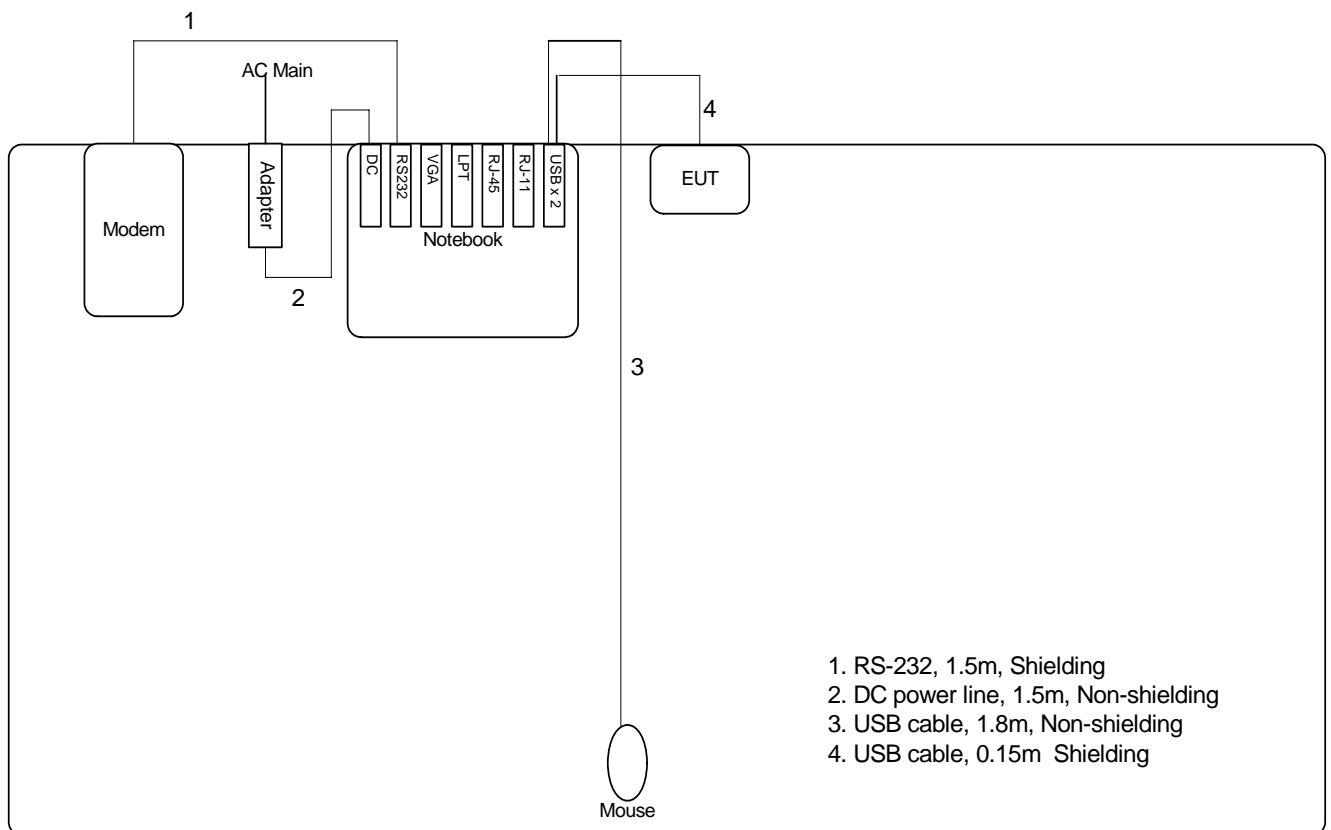 1
AC Main
4
Modem
Adapter
DC
RS232
VGA
LPT
RJ-45
RJ-11
USB x 2
Notebook
EUT
2
3
1. RS-232, 1.5m, Shielding
2. DC power line, 1.5m, Non-shielding
3. USB cable, 1.8m, Non-shielding
4. USB cable, 0.15m  Shielding
Mouse